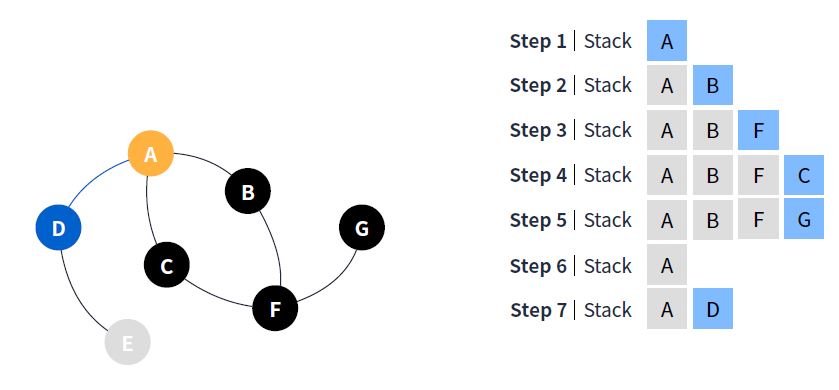 A
B
D
G
C
F
E
Step 1 | Stack A
Step 2 | Stack A B
Step 3 | Stack A B F
Step 4 | Stack A B F C
Step 5 | Stack A B F G
Step 6 | Stack A
Step 7 | Stack A D